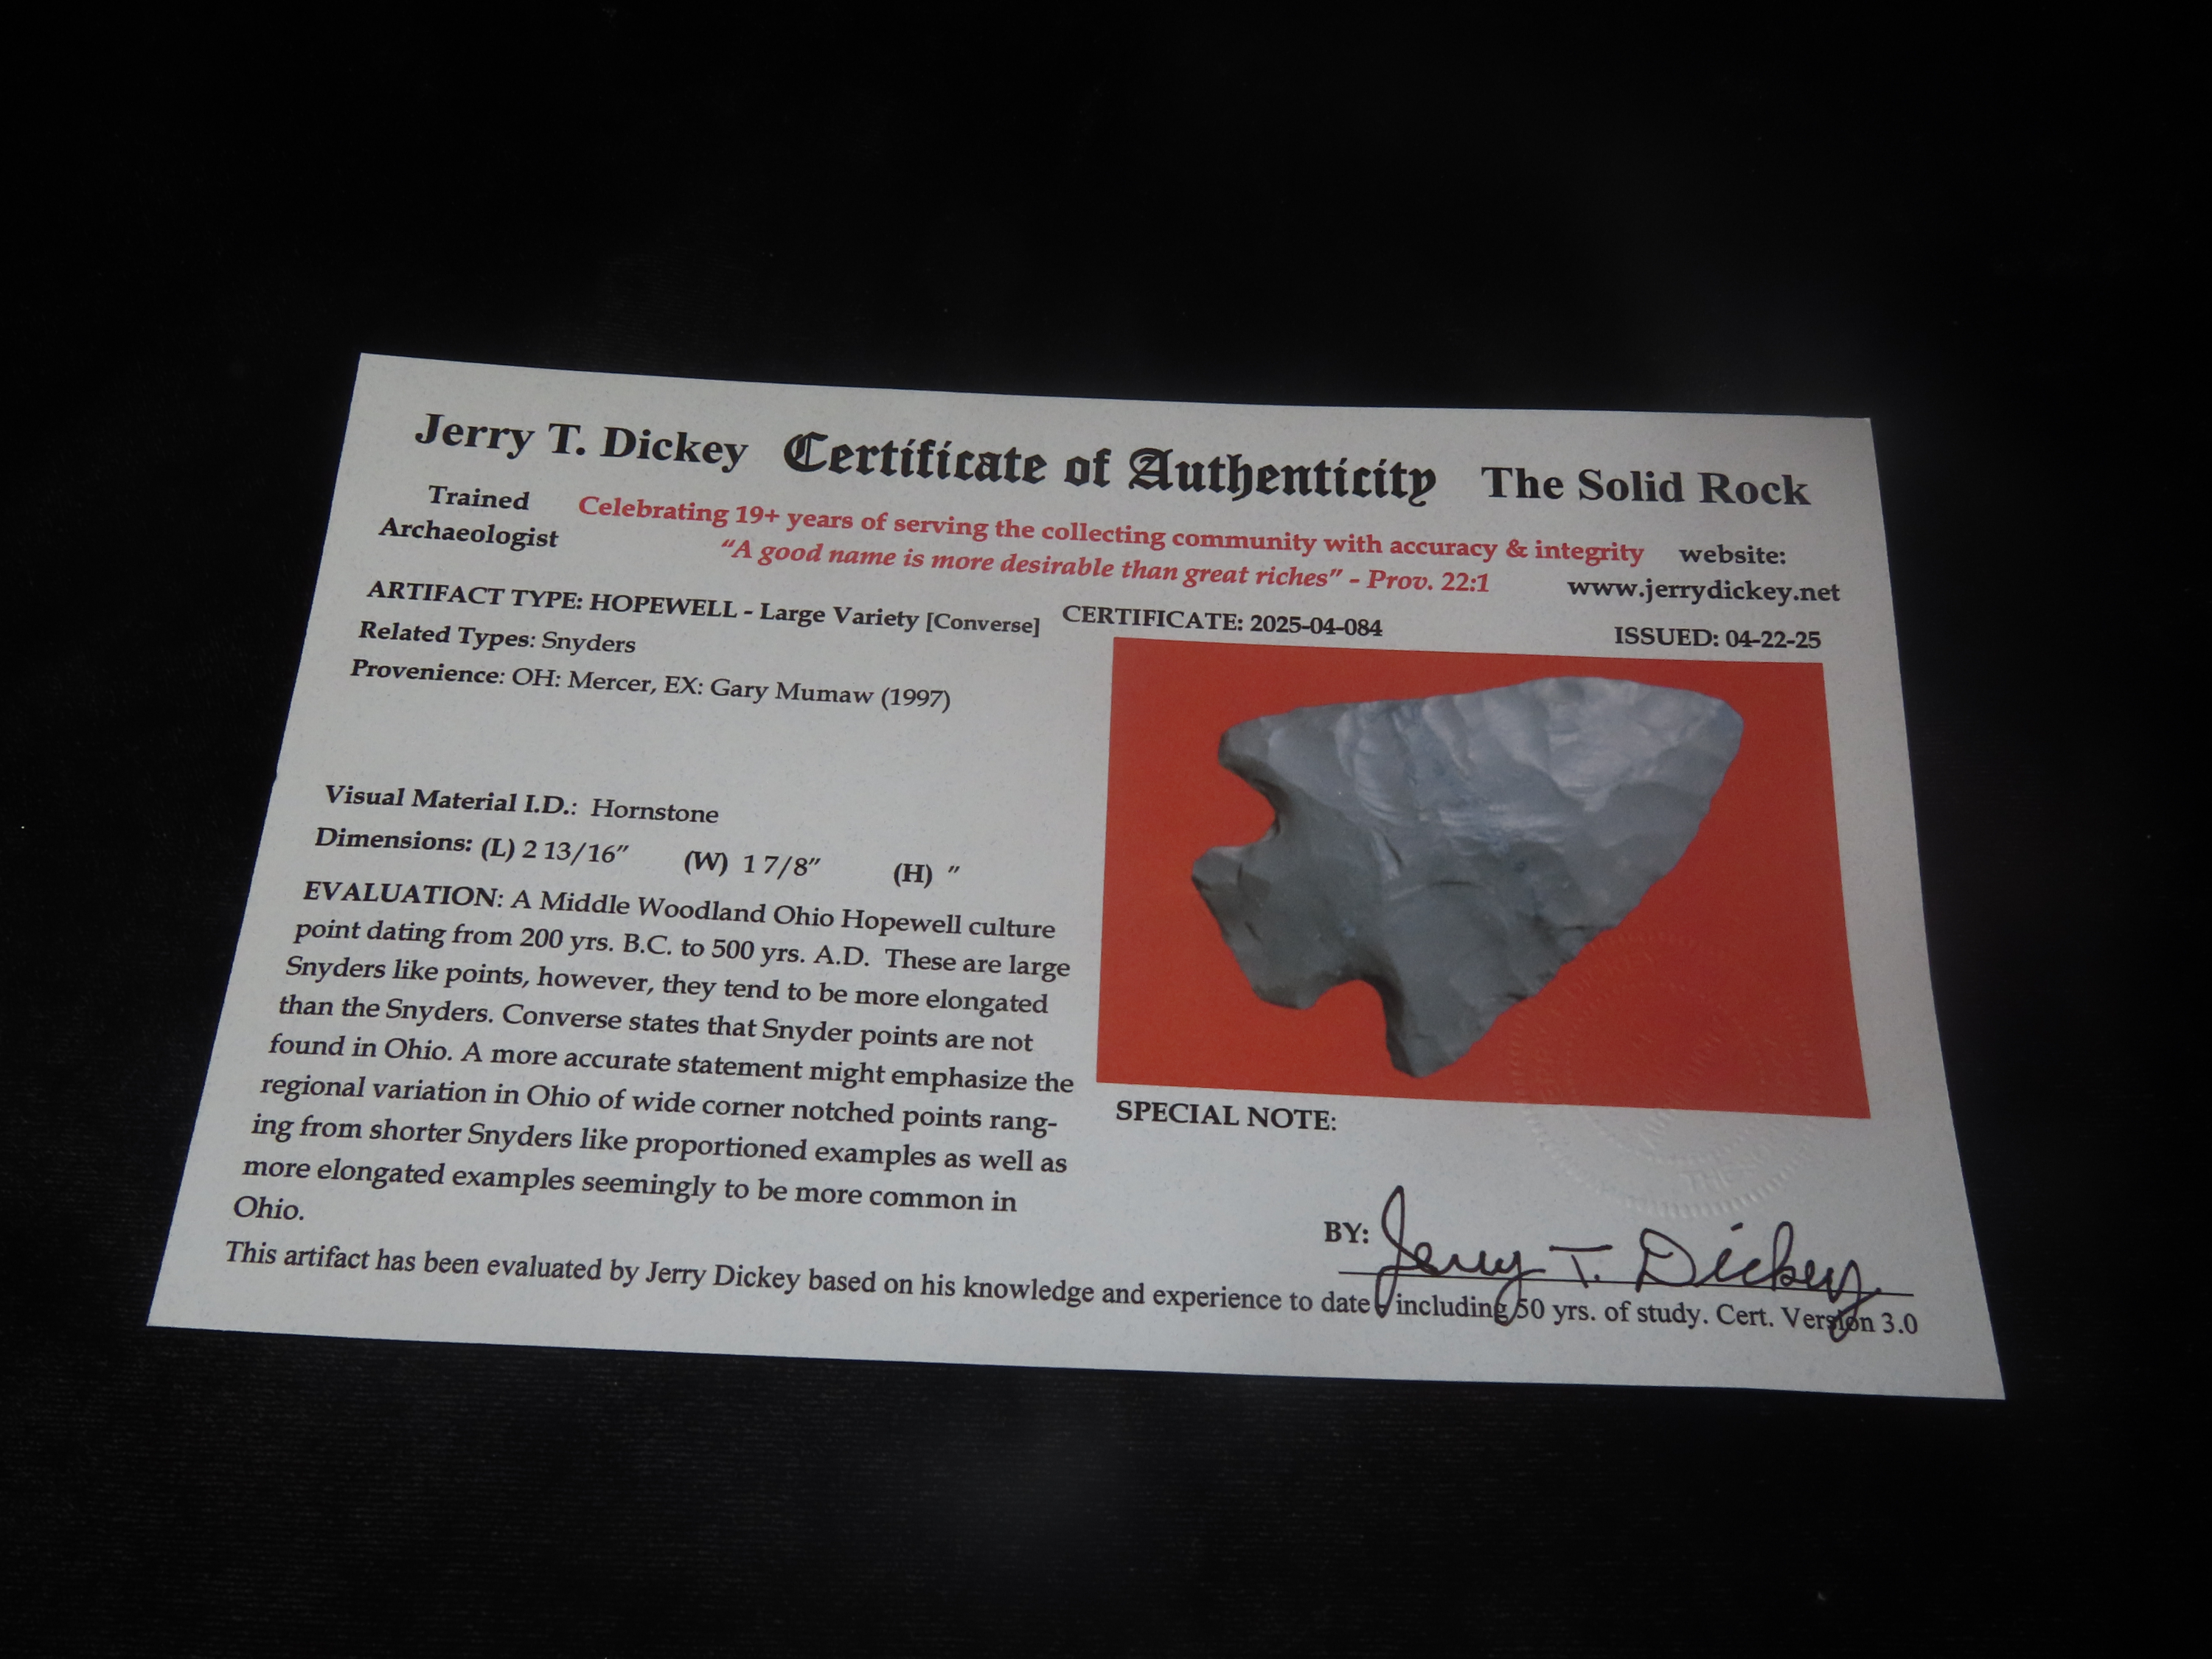 Jerry T. Dickey Certificate of Authenticity The Solid Rock
Trained
Archaeologist
Celebrating 19+ years of serving the collecting community with accuracy & integrity
"A good name is more desirable than great riches" - Prov. 22:1
website:
www.jerrydickey.net
ARTIFACT TYPE: HOPEWELL - Large Variety [Converse]
Related Types: Snyders
Provenience: OH: Mercer, EX: Gary Mumaw (1997)
CERTIFICATE: 2025-04-084
ISSUED: 04-22-25
Visual Material I.D.: Hornstone
Dimensions: (L) 2 13/16" (W) 1 7/8" (H) "
EVALUATION: A Middle Woodland Ohio Hopewell culture
point dating from 200 yrs. B.C. to 500 yrs. A.D. These are large
Snyders like points, however, they tend to be more elongated
than the Snyders. Converse states that Snyder points are not
found in Ohio. A more accurate statement might emphasize the
regional variation in Ohio of wide corner notched points rang-
ing from shorter Snyders like proportioned examples as well as
more elongated examples seemingly to be more common in
Ohio.
SPECIAL NOTE:
BY: Jerry T. Dickey
This artifact has been evaluated by Jerry Dickey based on his knowledge and experience to date, including 50 yrs. of study. Cert. Version 3.0